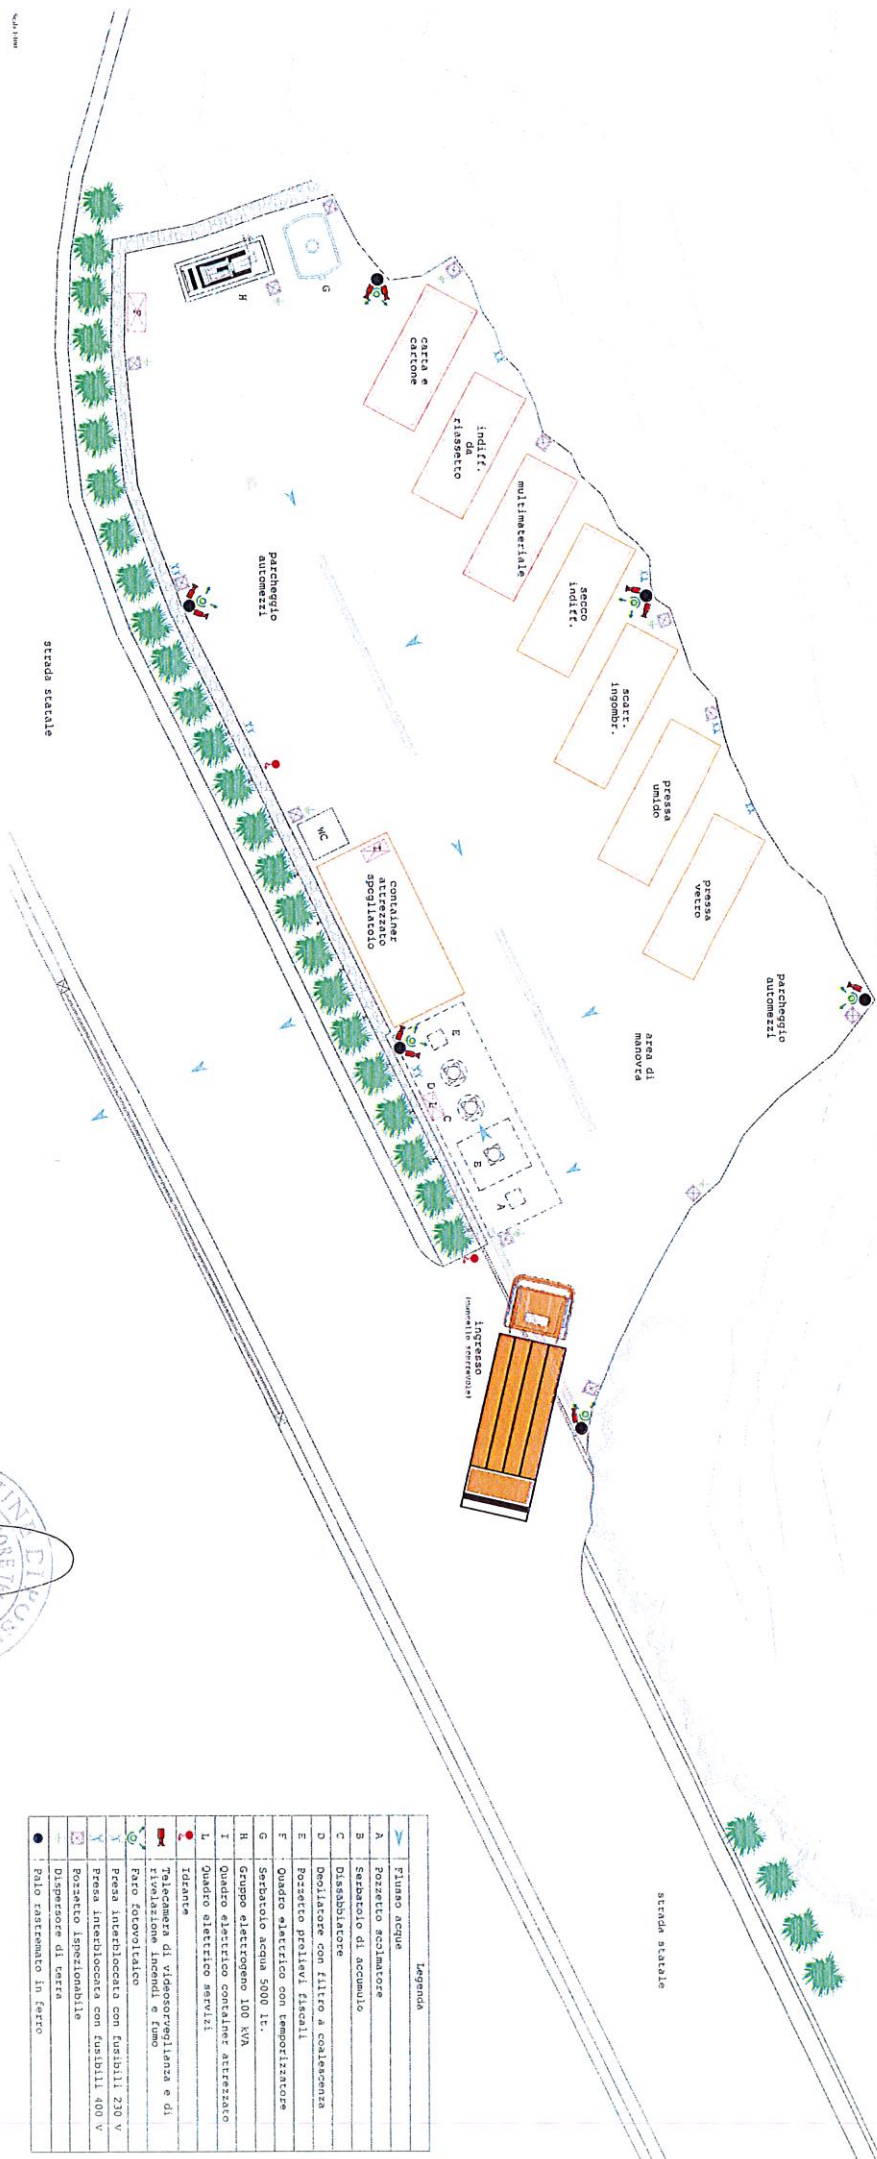 carta e
cartone
indiff.
da
riassetto
multimateriale
secco
indiff.
scarr.
ingombr.
pressa
umido
pressa
vetro
parcheggio
automezzi
area di
manovra
G
H
F
parcheggio
automezzi
WC
I
container
attrezzato
spogliatoio
E
D
L
C
B
A
ingresso
(cancello scorrevole)
strada statale
strada statale
Legenda
Flusso acque
A Pozzetto scolmatore
B Serbatoio di accumulo
C Dissabbiatore
D Deoliatore con filtro a coalescenza
E Pozzetto prelievi fiscali
F Quadro elettrico con temporizzatore
G Serbatoio acqua 5000 lt.
H Gruppo elettrogeno 100 kVA
I Quadro elettrico container attrezzato
L Quadro elettrico servizi
Idrante
Telecamera di videosorveglianza e di
rivelazione incendi e fumo
Faro fotovoltaico
Presa interbloccata con fusibili 230 V
Presa interbloccata con fusibili 400 V
Pozzetto ispezionabile
Dispersore di terra
Palo rastremato in ferro